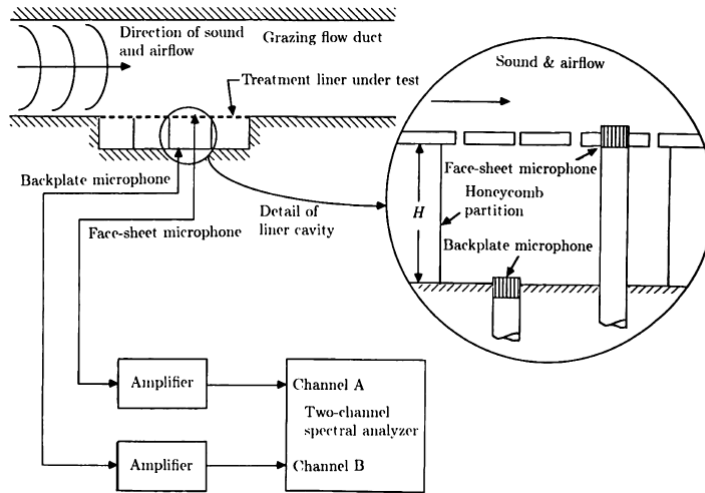 Direction of sound
and airflow
Grazing flow duct
Treatment liner under test
Backplate microphone
Face-sheet microphone
Detail of
liner cavity
Sound & airflow
Face-sheet microphone
Honeycomb
partition
H
Backplate microphone
Amplifier
Channel A
Two-channel
spectral analyzer
Amplifier
Channel B